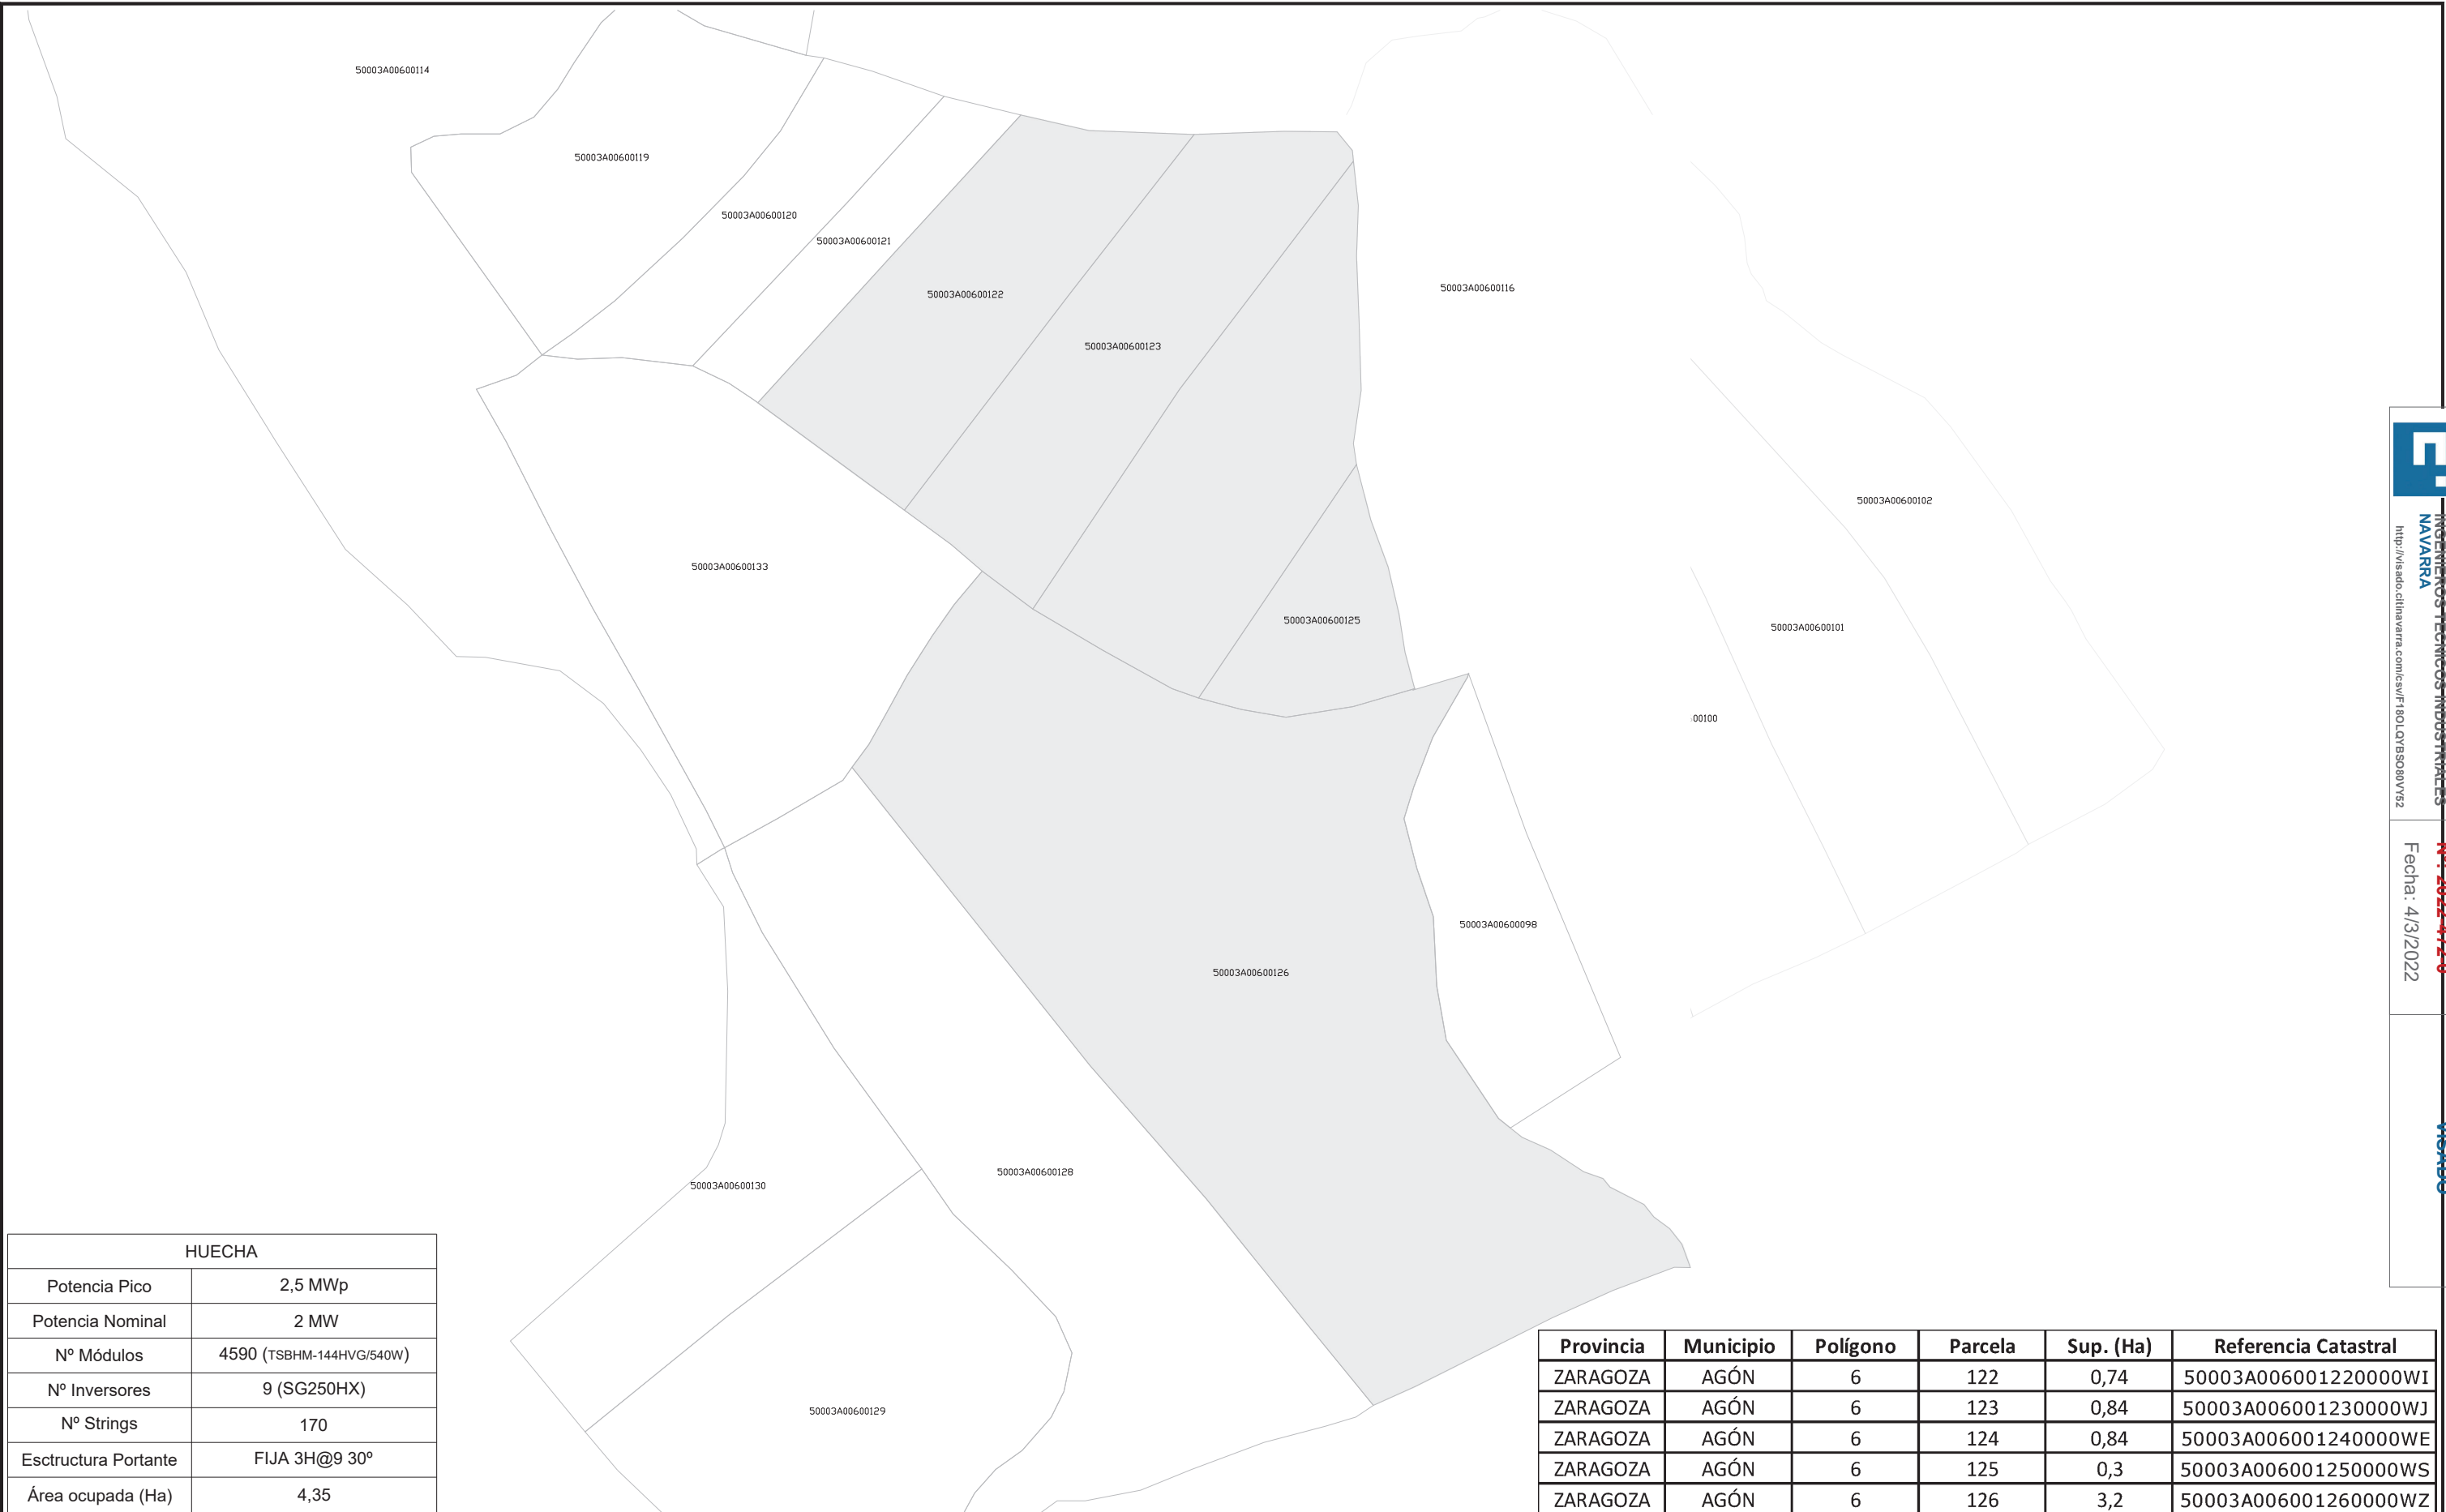 50003A00600114
50003A00600119
50003A00600120
50003A00600121
50003A00600122
50003A00600116
50003A00600123
50003A00600102
50003A00600133
50003A00600125
50003A00600101
00100
50003A00600098
50003A00600126
50003A00600128
50003A00600130
50003A00600129
INGENIEROS TECNICOS INDUSTRIALES
NAVARRA
http://visado.citinavarra.com/csv/F18OLQYBSO80VY52
Fecha: 4/3/2022
VISADO
HUECHA
Potencia Pico 2,5 MWp
Potencia Nominal 2 MW
Nº Módulos 4590 (TSBHM-144HVG/540W)
Nº Inversores 9 (SG250HX)
Nº Strings 170
Esctructura Portante FIJA 3H@9 30º
Área ocupada (Ha) 4,35
Provincia Municipio Polígono Parcela Sup. (Ha) Referencia Catastral
ZARAGOZA AGÓN 6 122 0,74 50003A006001220000WI
ZARAGOZA AGÓN 6 123 0,84 50003A006001230000WJ
ZARAGOZA AGÓN 6 124 0,84 50003A006001240000WE
ZARAGOZA AGÓN 6 125 0,3 50003A006001250000WS
ZARAGOZA AGÓN 6 126 3,2 50003A006001260000WZ